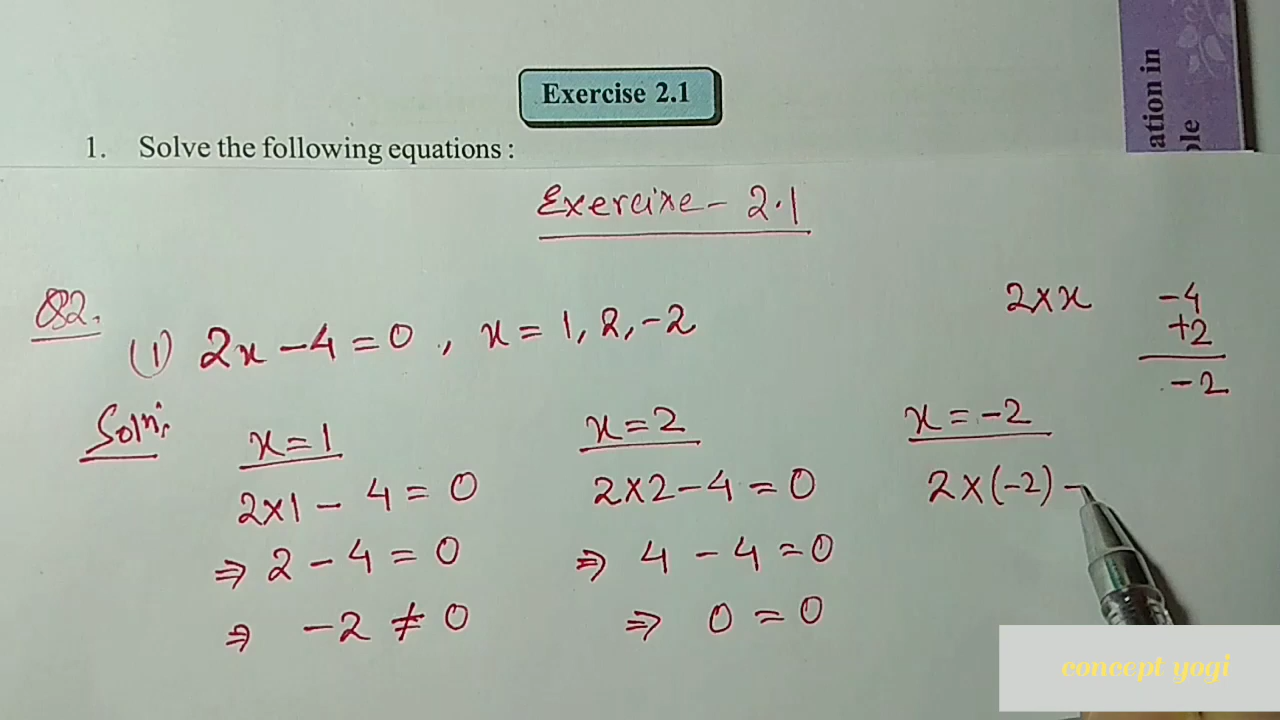 ation in
ple
Exercise 2.1
1. Solve the following equations :
Exercise - 2.1
Q2.
(1) 2x - 4 = 0 , x = 1, 2, -2
2 × x
-4
+2
-2
Soln:
x = 1
2×1 - 4 = 0
⇒ 2 - 4 = 0
⇒ -2 ≠ 0
x = 2
2×2 - 4 = 0
⇒ 4 - 4 = 0
⇒ 0 = 0
x = -2
2×(-2) -
concept yogi